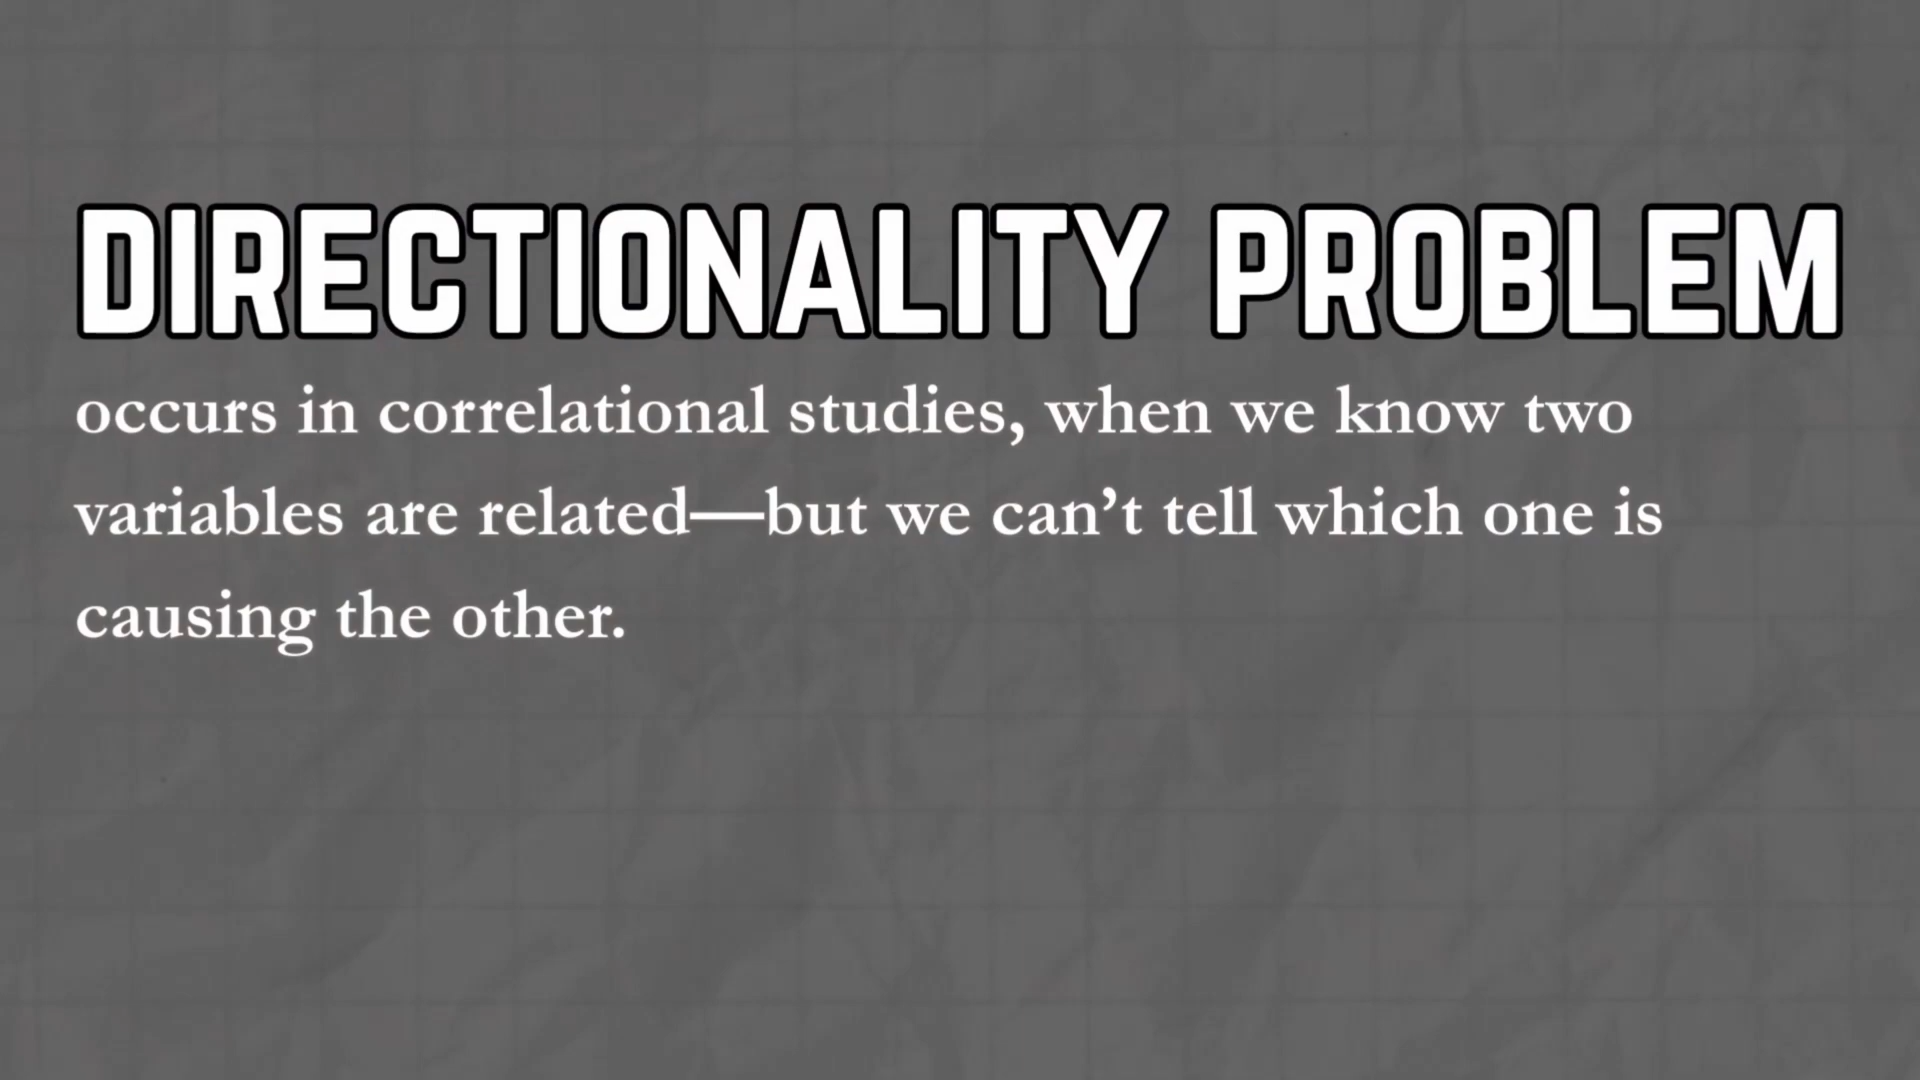 DIRECTIONALITY PROBLEM
occurs in correlational studies, when we know two
variables are related—but we can’t tell which one is
causing the other.